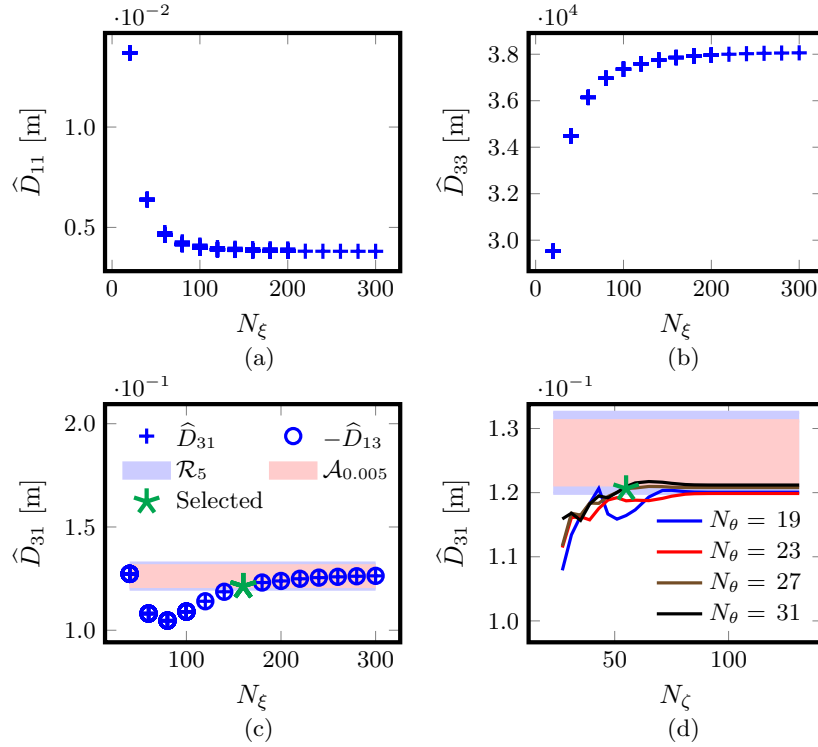 ·10⁻²
1.0
0.5
D̂₁₁ [m]
0 100 200 300
N_ξ
(a)
·10⁴
3.8
3.6
3.4
3.2
3.0
D̂₃₃ [m]
0 100 200 300
N_ξ
(b)
·10⁻¹
2.0
1.5
1.0
D̂₃₁ [m]
D̂₃₁ −D̂₁₃
ℛ₅ 𝒜₀.₀₀₅
Selected
100 200 300
N_ξ
(c)
·10⁻¹
1.3
1.2
1.1
1.0
D̂₃₁ [m]
N_θ = 19
N_θ = 23
N_θ = 27
N_θ = 31
50 100
N_ζ
(d)